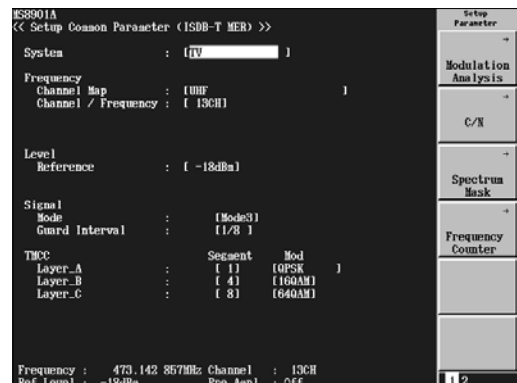 MS8901A
<< Setup Common Parameter (ISDB-T MER) >>
System : [TV ]
Frequency
Channel Map : [UHF ]
Channel / Frequency : [ 13CH]
Level
Reference : [ -18dBm]
Signal
Mode : [Mode3]
Guard Interval : [1/8 ]
TMCC Segment Mod
Layer_A : [ 1] [QPSK ]
Layer_B : [ 4] [16QAM]
Layer_C : [ 8] [64QAM]
Frequency : 473.142 857MHz Channel : 13CH
Ref Level : -18dBm Pre Ampl : Off
Setup
Parameter
→
Modulation
Analysis
→
C/N
→
Spectrum
Mask
→
Frequency
Counter
1 2